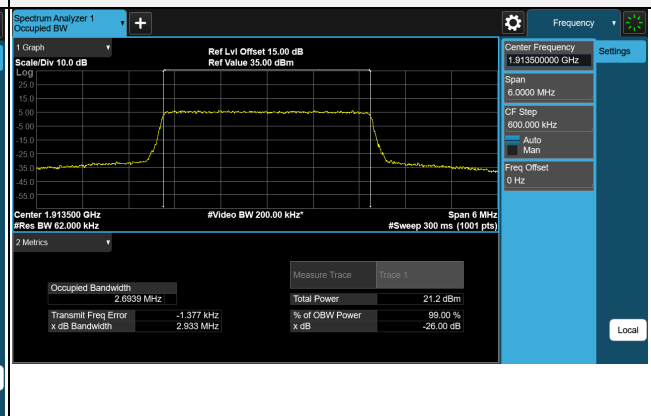 Spectrum Analyzer 1
Occupied BW
+
Frequency
1 Graph
Scale/Div 10.0 dB
Ref Lvl Offset 15.00 dB
Ref Value 35.00 dBm
Log
25.0
15.0
5.00
-5.00
-15.0
-25.0
-35.0
-45.0
-55.0
Center 1.913500 GHz
#Res BW 62.000 kHz
#Video BW 200.00 kHz*
Span 6 MHz
#Sweep 300 ms (1001 pts)
2 Metrics
Measure Trace
Trace 1
Occupied Bandwidth
2.6939 MHz
Total Power
21.2 dBm
Transmit Freq Error
-1.377 kHz
% of OBW Power
99.00 %
x dB Bandwidth
2.933 MHz
x dB
-26.00 dB
Center Frequency
1.913500000 GHz
Settings
Span
6.0000 MHz
CF Step
600.000 kHz
Auto
Man
Freq Offset
0 Hz
Local